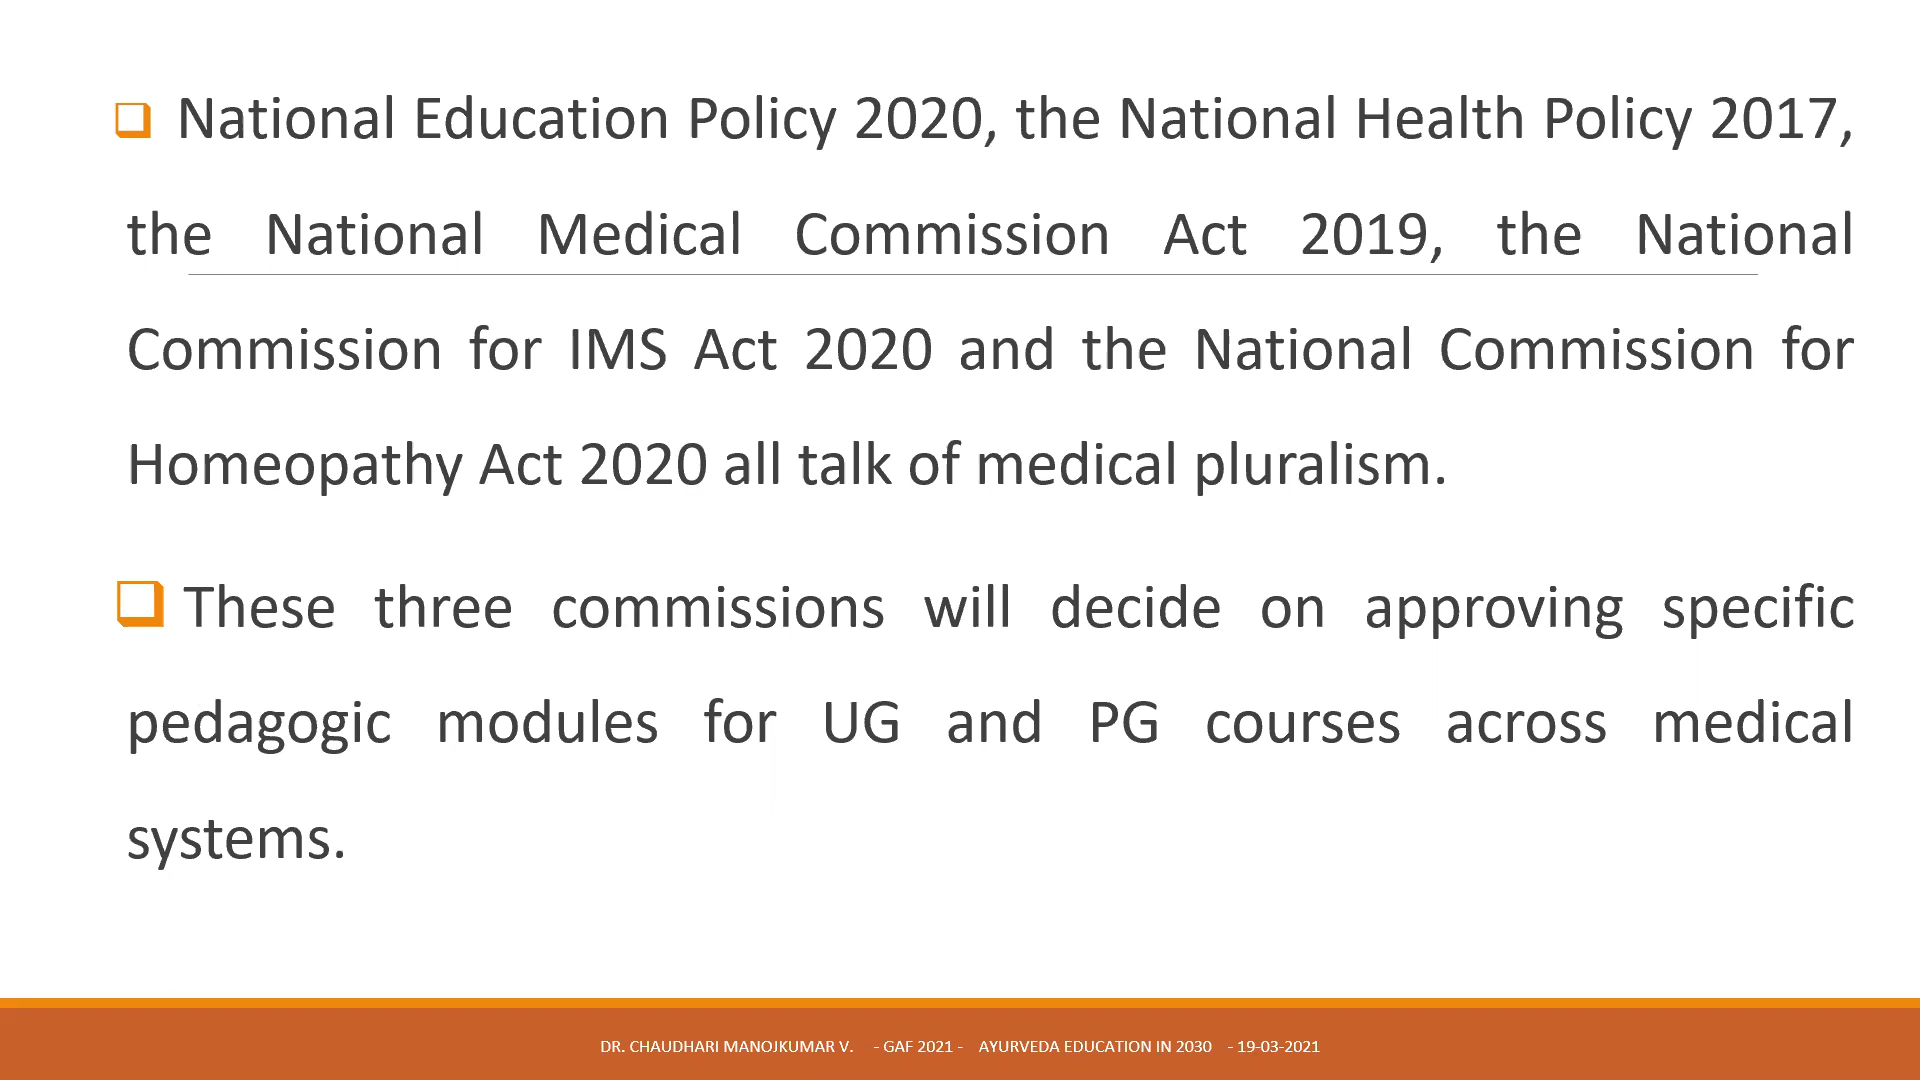 National Education Policy 2020, the National Health Policy 2017,
the National Medical Commission Act 2019, the National
Commission for IMS Act 2020 and the National Commission for
Homeopathy Act 2020 all talk of medical pluralism.
These three commissions will decide on approving specific
pedagogic modules for UG and PG courses across medical
systems.
DR. CHAUDHARI MANOJKUMAR V. - GAF 2021 - AYURVEDA EDUCATION IN 2030 - 19-03-2021